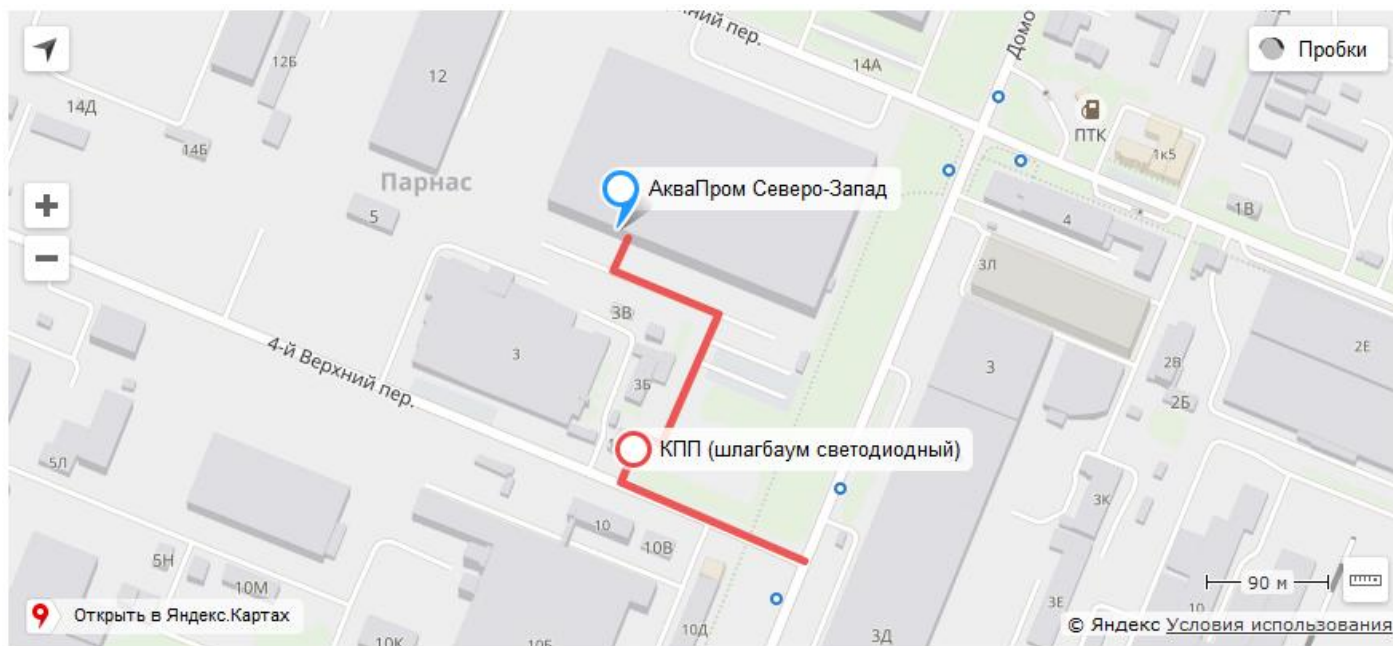 хний пер.
Домо
Пробки
14А
12Б
12
14Д
ПТК
14Б
1к5
АкваПром Северо-Запад
Парнас
5
4
1В
3Л
3В
4-й Верхний пер.
3
3
2Е
3Б
2В
2Б
КПП (шлагбаум светодиодный)
5Л
3К
10
10В
5Н
10М
90 м
3Е
10
Открыть в Яндекс.Картах
10К
10Б
10Д
3Д
© Яндекс Условия использования